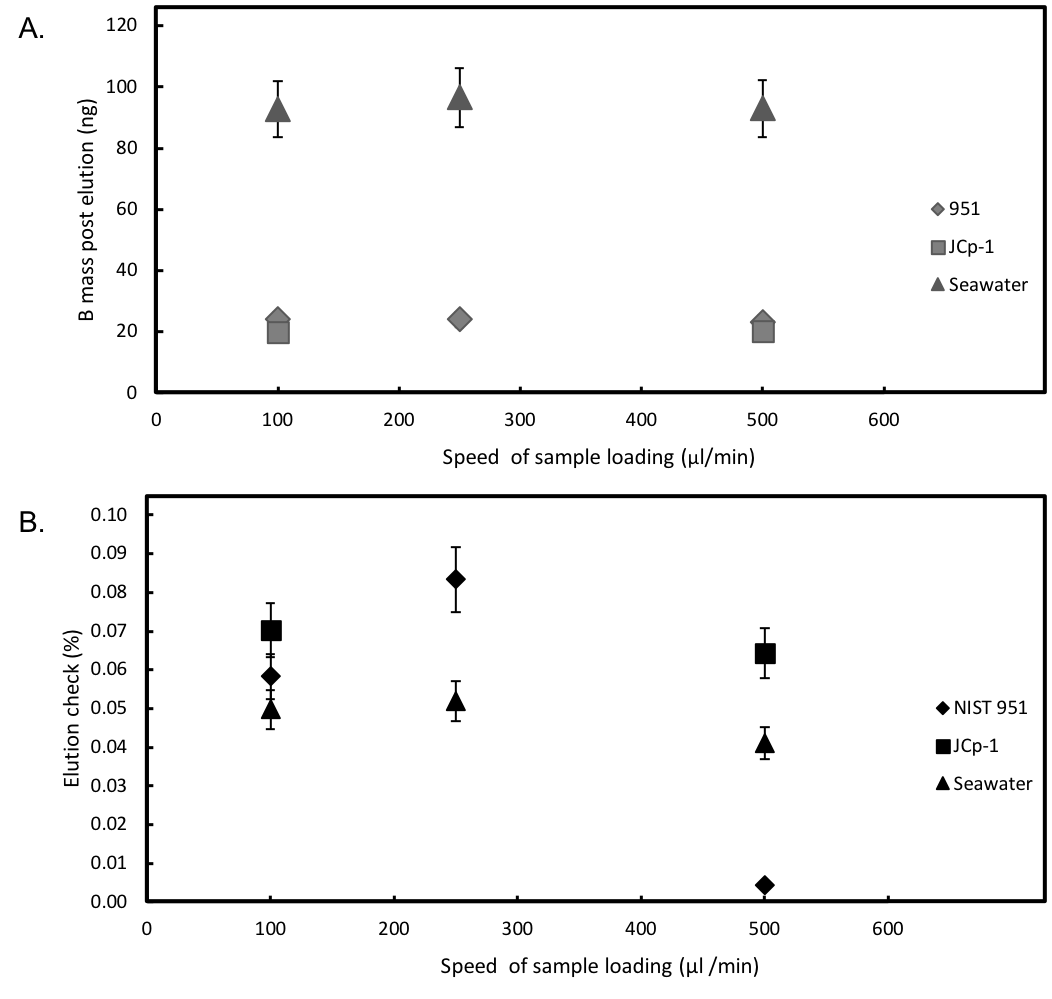 A.
B mass post elution (ng)
120
100
80
60
40
20
0
0 100 200 300 400 500 600
Speed of sample loading (µl/min)
951
JCp-1
Seawater
B.
Elution check (%)
0.10
0.09
0.08
0.07
0.06
0.05
0.04
0.03
0.02
0.01
0.00
0 100 200 300 400 500 600
Speed of sample loading (µl /min)
NIST 951
JCp-1
Seawater